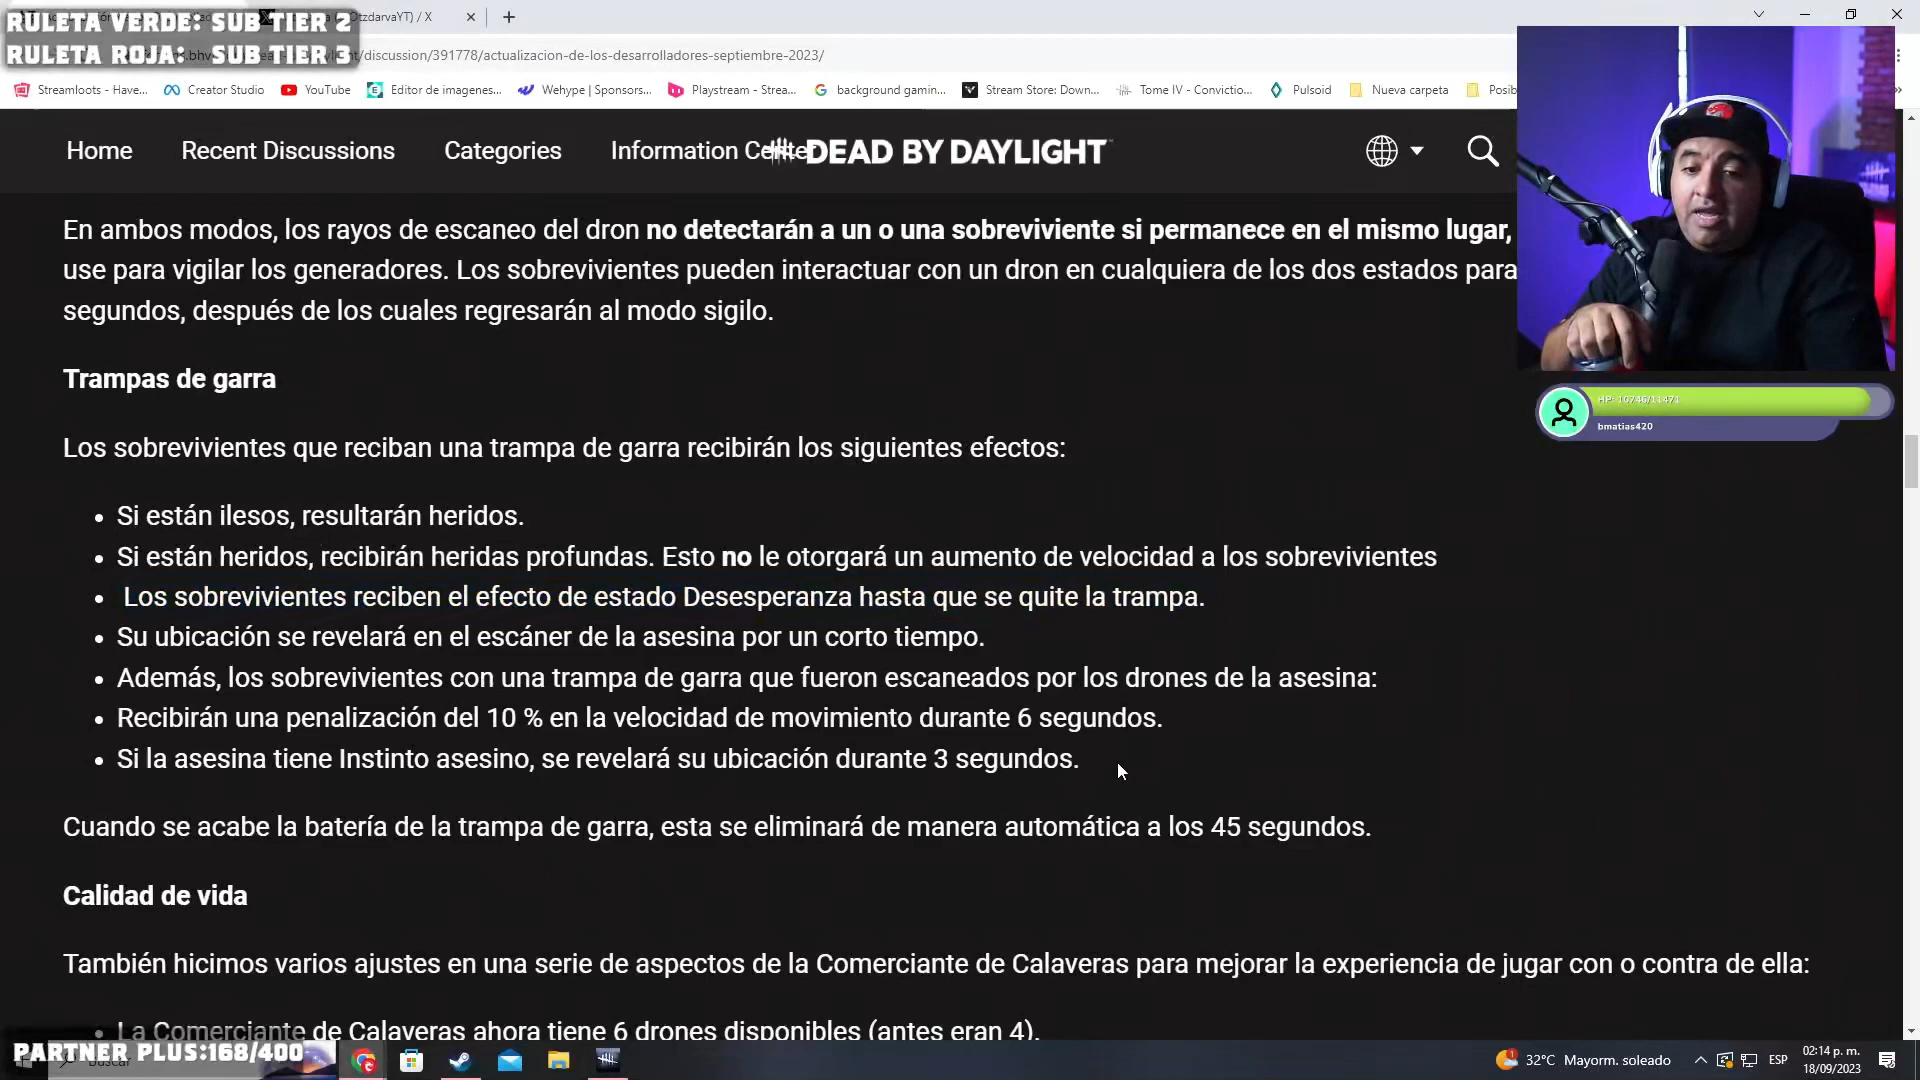 RULETA VERDE: SUB TIER 2
OtzdarvaYT) / X
RULETA ROJA: SUB TIER 3
/discussion/391778/actualizacion-de-los-desarrolladores-septiembre-2023/
Streamloots - Have...
Creator Studio
YouTube
Editor de imagenes...
Wehype | Sponsors...
Playstream - Strea...
background gamin...
Stream Store: Down...
Tome IV - Convictio...
Pulsoid
Nueva carpeta
Posib
Home
Recent Discussions
Categories
Information Center
DEAD BY DAYLIGHT
En ambos modos, los rayos de escaneo del dron no detectarán a un o una sobreviviente si permanece en el mismo lugar,
use para vigilar los generadores. Los sobrevivientes pueden interactuar con un dron en cualquiera de los dos estados para
segundos, después de los cuales regresarán al modo sigilo.
HP: 10746/11471
bmatias420
Trampas de garra
Los sobrevivientes que reciban una trampa de garra recibirán los siguientes efectos:
• Si están ilesos, resultarán heridos.
• Si están heridos, recibirán heridas profundas. Esto no le otorgará un aumento de velocidad a los sobrevivientes
• Los sobrevivientes reciben el efecto de estado Desesperanza hasta que se quite la trampa.
• Su ubicación se revelará en el escáner de la asesina por un corto tiempo.
• Además, los sobrevivientes con una trampa de garra que fueron escaneados por los drones de la asesina:
• Recibirán una penalización del 10 % en la velocidad de movimiento durante 6 segundos.
• Si la asesina tiene Instinto asesino, se revelará su ubicación durante 3 segundos.
Cuando se acabe la batería de la trampa de garra, esta se eliminará de manera automática a los 45 segundos.
Calidad de vida
También hicimos varios ajustes en una serie de aspectos de la Comerciante de Calaveras para mejorar la experiencia de jugar con o contra de ella:
• La Comerciante de Calaveras ahora tiene 6 drones disponibles (antes eran 4).
PARTNER PLUS:168/400
Buscar
32°C Mayorm. soleado
ESP
02:14 p. m.
18/09/2023